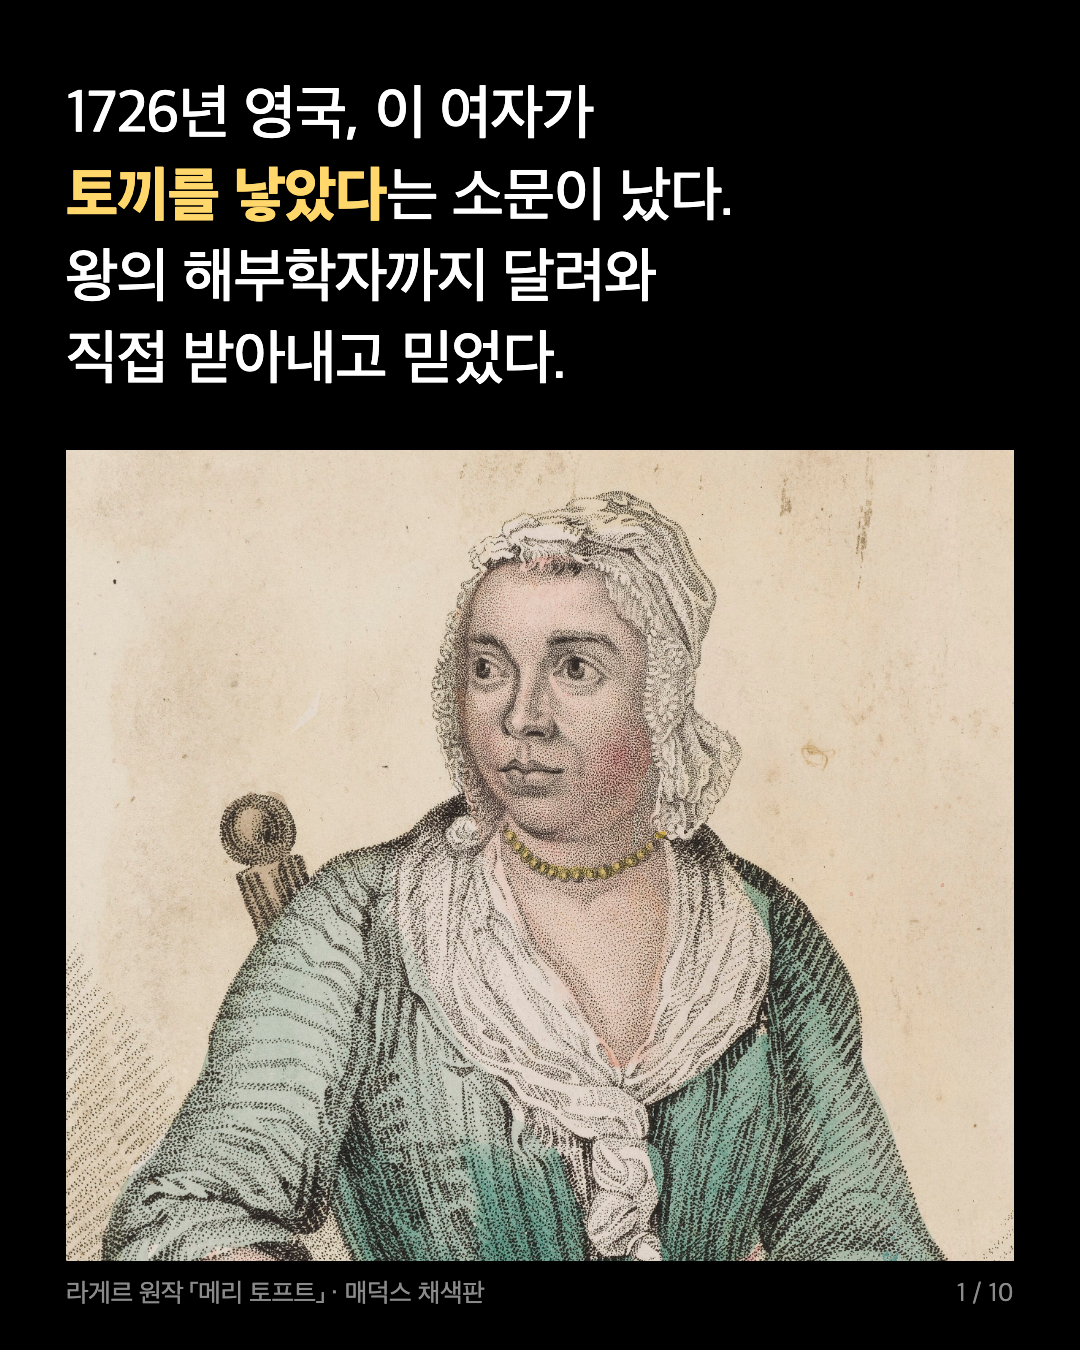 1726년 영국, 이 여자가
토끼를 낳았다는 소문이 났다.
왕의 해부학자까지 달려와
직접 받아내고 믿었다.
라게르 원작 「메리 토프트」 · 매덕스 채색판
1 / 10